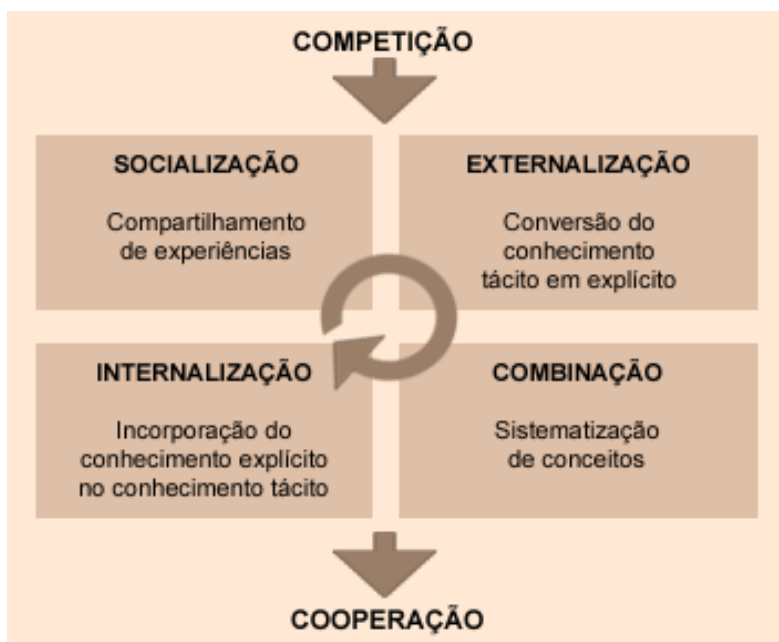 COMPETIÇÃO
SOCIALIZAÇÃO
Compartilhamento
de experiências
EXTERNALIZAÇÃO
Conversão do
conhecimento
tácito em explícito
INTERNALIZAÇÃO
Incorporação do
conhecimento explícito
no conhecimento tácito
COMBINAÇÃO
Sistematização
de conceitos
COOPERAÇÃO